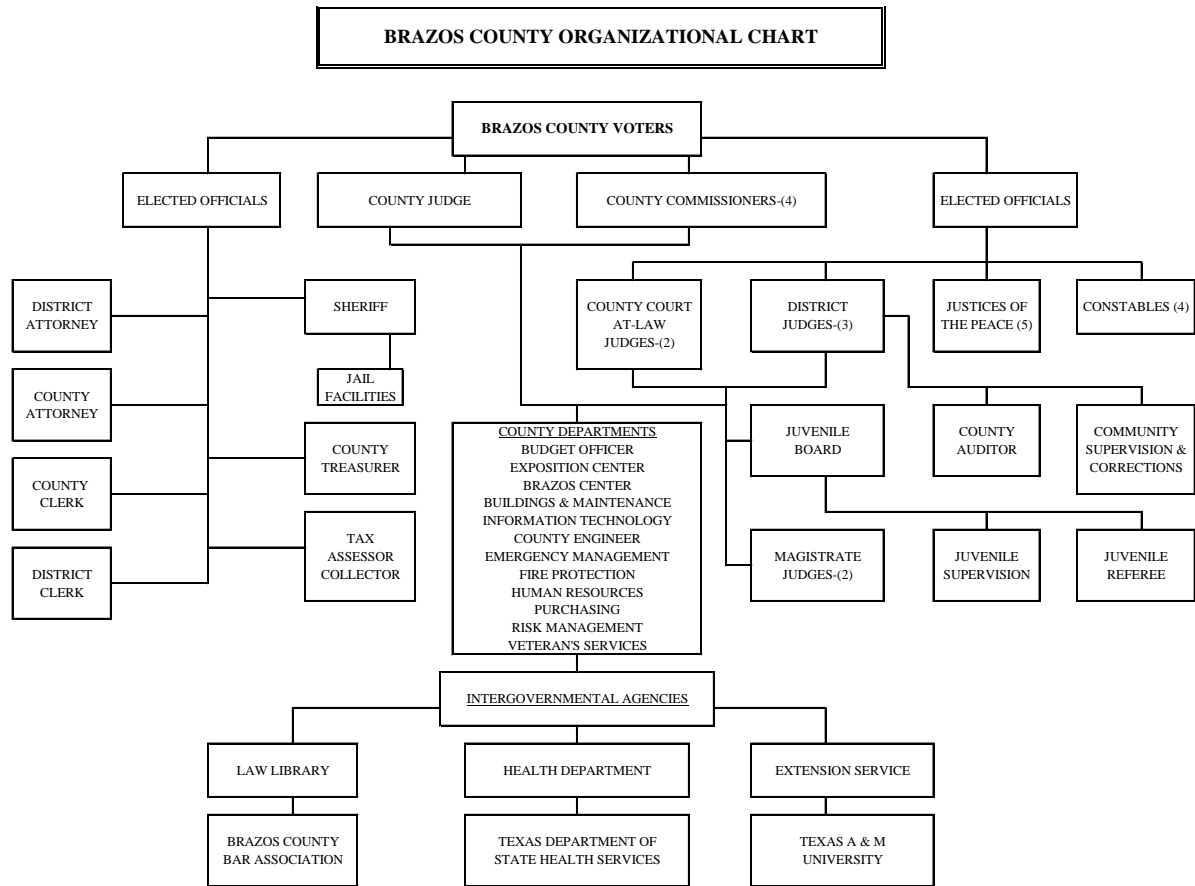 BRAZOS COUNTY ORGANIZATIONAL CHART
BRAZOS COUNTY VOTERS
ELECTED OFFICIALS
COUNTY JUDGE
COUNTY COMMISSIONERS-(4)
ELECTED OFFICIALS
DISTRICT
ATTORNEY
SHERIFF
COUNTY COURT
AT-LAW
JUDGES-(2)
DISTRICT
JUDGES-(3)
JUSTICES OF
THE PEACE (5)
CONSTABLES (4)
COUNTY
ATTORNEY
JAIL
FACILITIES
COUNTY
TREASURER
COUNTY DEPARTMENTS
BUDGET OFFICER
EXPOSITION CENTER
BRAZOS CENTER
BUILDINGS & MAINTENANCE
INFORMATION TECHNOLOGY
COUNTY ENGINEER
EMERGENCY MANAGEMENT
FIRE PROTECTION
HUMAN RESOURCES
PURCHASING
RISK MANAGEMENT
VETERAN'S SERVICES
JUVENILE
BOARD
COUNTY
AUDITOR
COMMUNITY
SUPERVISION &
CORRECTIONS
COUNTY
CLERK
TAX
ASSESSOR
COLLECTOR
DISTRICT
CLERK
MAGISTRATE
JUDGES-(2)
JUVENILE
SUPERVISION
JUVENILE
REFEREE
INTERGOVERNMENTAL AGENCIES
LAW LIBRARY
HEALTH DEPARTMENT
EXTENSION SERVICE
BRAZOS COUNTY
BAR ASSOCIATION
TEXAS DEPARTMENT OF
STATE HEALTH SERVICES
TEXAS A & M
UNIVERSITY